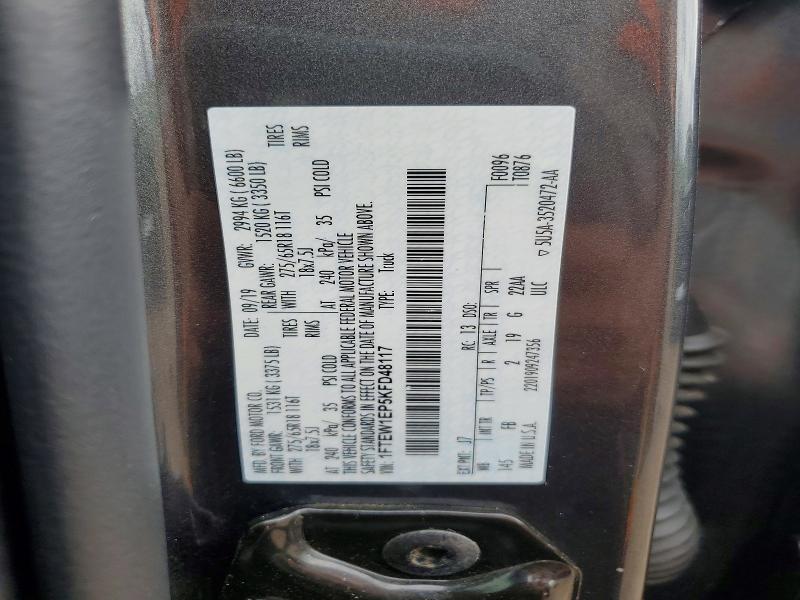 MFD. BY FORD MOTOR CO. DATE: 09/19 GVWR: 2994 KG ( 6600 LB)
FRONT GAWR: 1531 KG ( 3375 LB) REAR GAWR: 1520 KG ( 3350 LB)
WITH 275/65R18 116T TIRES WITH 275/65R18 116T TIRES
18x7.5J RIMS 18x7.5J RIMS
AT 240 kPa/ 35 PSI COLD AT 240 kPa/ 35 PSI COLD
THIS VEHICLE CONFORMS TO ALL APPLICABLE FEDERAL MOTOR VEHICLE
SAFETY STANDARDS IN EFFECT ON THE DATE OF MANUFACTURE SHOWN ABOVE.
VIN: 1FTEW1EP5KFD48117 TYPE: Truck
F0096
T0876
EXT PNT: J7 RC: 13 DSO:
WB INT TR TP/PS R AXLE TR SPR
145 FB 2 19 G 22AA
MADE IN U.S.A. 2201909247356 ULC
▽ 5U5A-3520472-AA